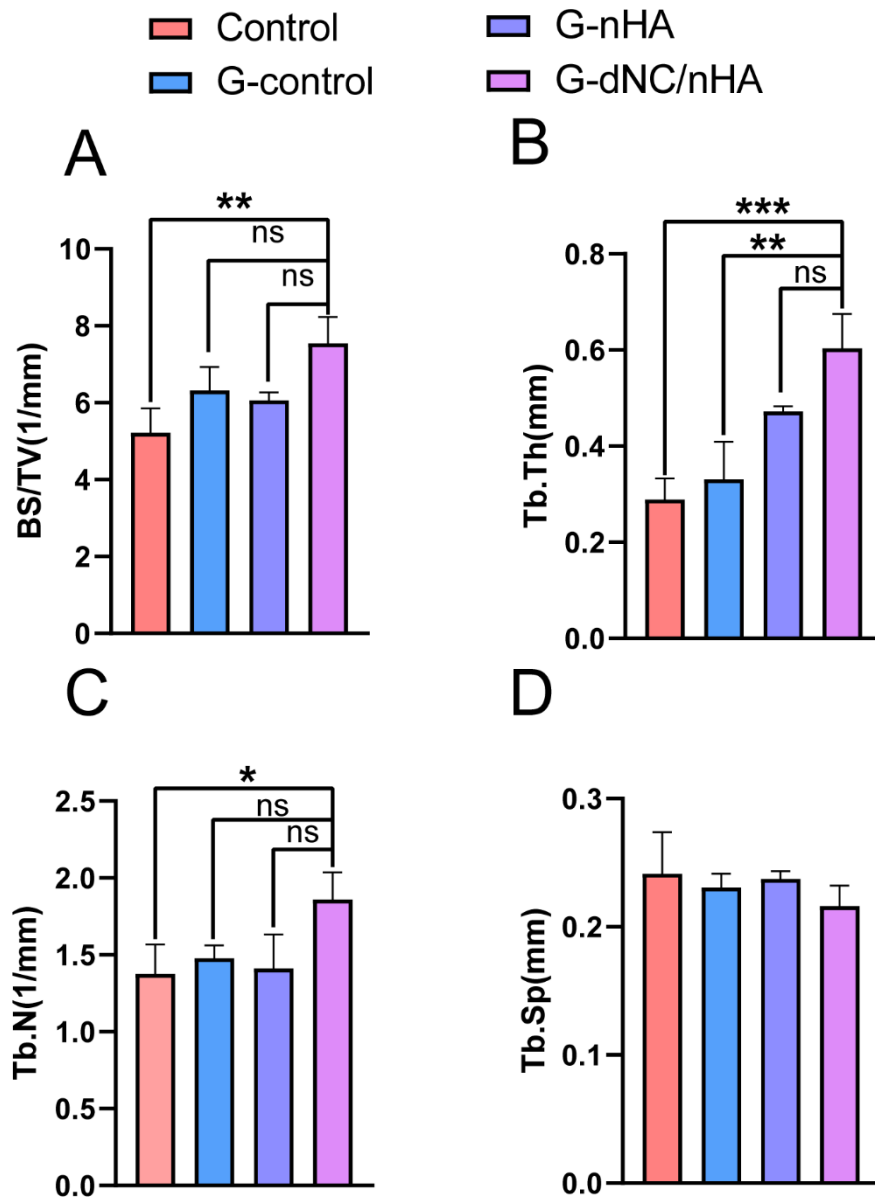 Control
G-control
G-nHA
G-dNC/nHA
A
**
ns
ns
10
8
6
4
2
0
BS/TV(1/mm)
B
***
**
ns
0.8
0.6
0.4
0.2
0.0
Tb.Th(mm)
C
*
ns
ns
2.5
2.0
1.5
1.0
0.5
0.0
Tb.N(1/mm)
D
0.3
0.2
0.1
0.0
Tb.Sp(mm)